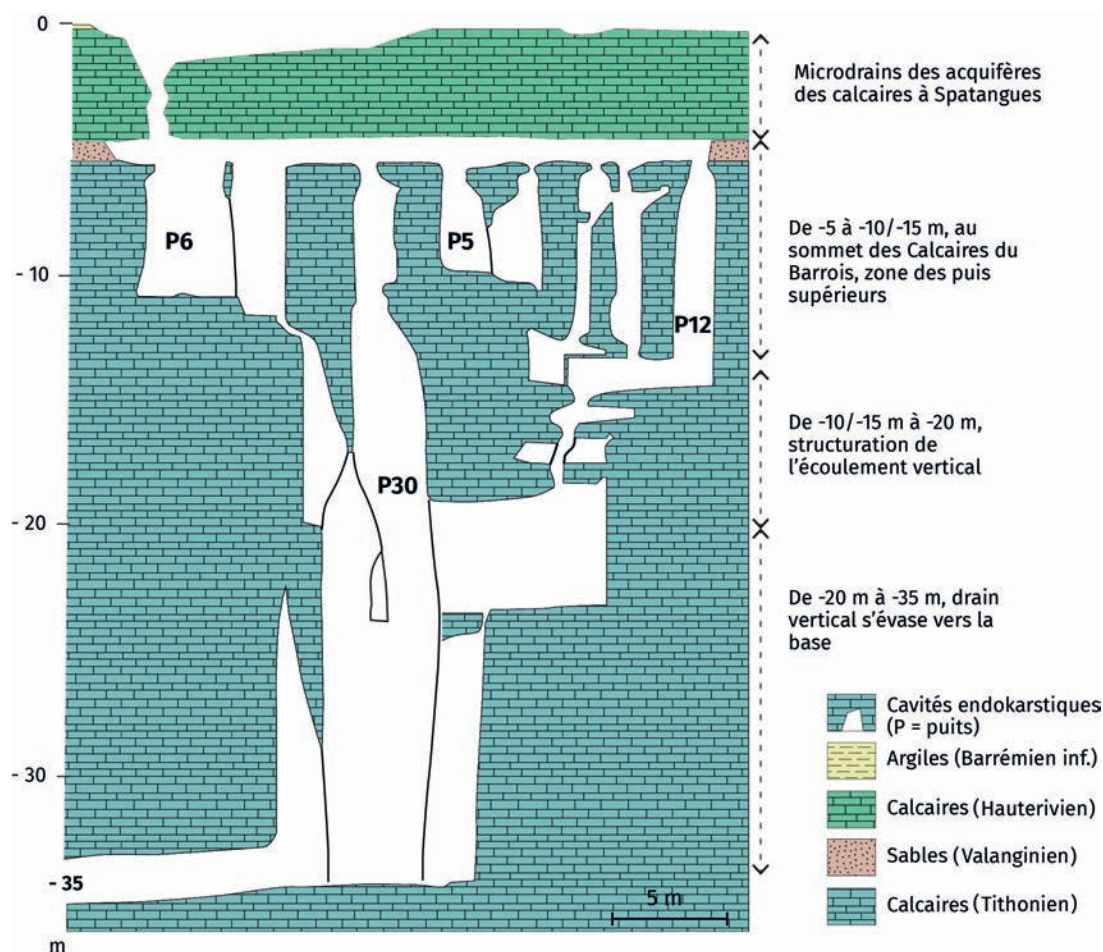 0
- 10
- 20
- 30
- 35
m
P6
P5
P12
P30
5 m
Microdrains des acquifères
des calcaires à Spatangues
De -5 à -10/-15 m, au
sommet des Calcaires du
Barrois, zone des puis
supérieurs
De -10/-15 m à -20 m,
structuration de
l’écoulement vertical
De -20 m à -35 m, drain
vertical s’évase vers la
base
Cavités endokarstiques
(P = puits)
Argiles (Barrémien inf.)
Calcaires (Hauterivien)
Sables (Valanginien)
Calcaires (Tithonien)